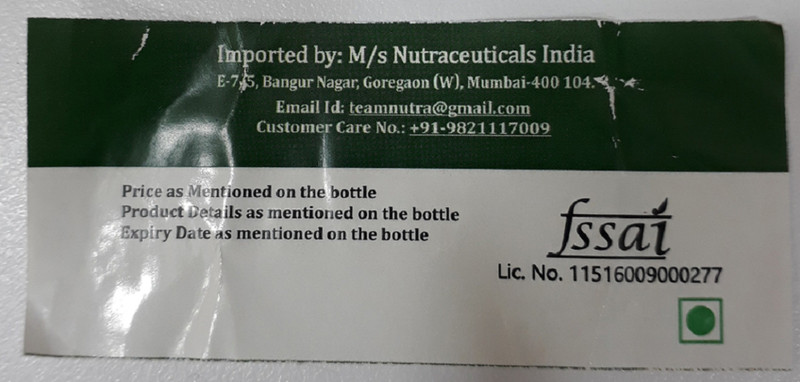 Imported by: M/s Nutraceuticals India
E-7/5, Bangur Nagar, Goregaon (W), Mumbai-400 104.
Email Id: teamnutra@gmail.com
Customer Care No.: +91-9821117009
Price as Mentioned on the bottle
Product Details as mentioned on the bottle
Expiry Date as mentioned on the bottle
fssai
Lic. No. 11516009000277